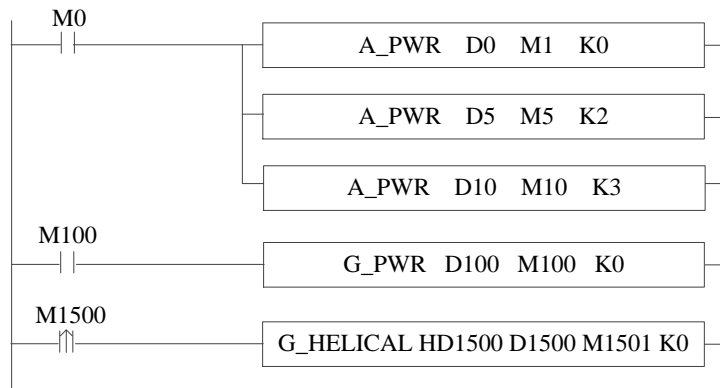 M0
A_PWR D0 M1 K0
A_PWR D5 M5 K2
A_PWR D10 M10 K3
M100
G_PWR D100 M100 K0
M1500
G_HELICAL HD1500 D1500 M1501 K0